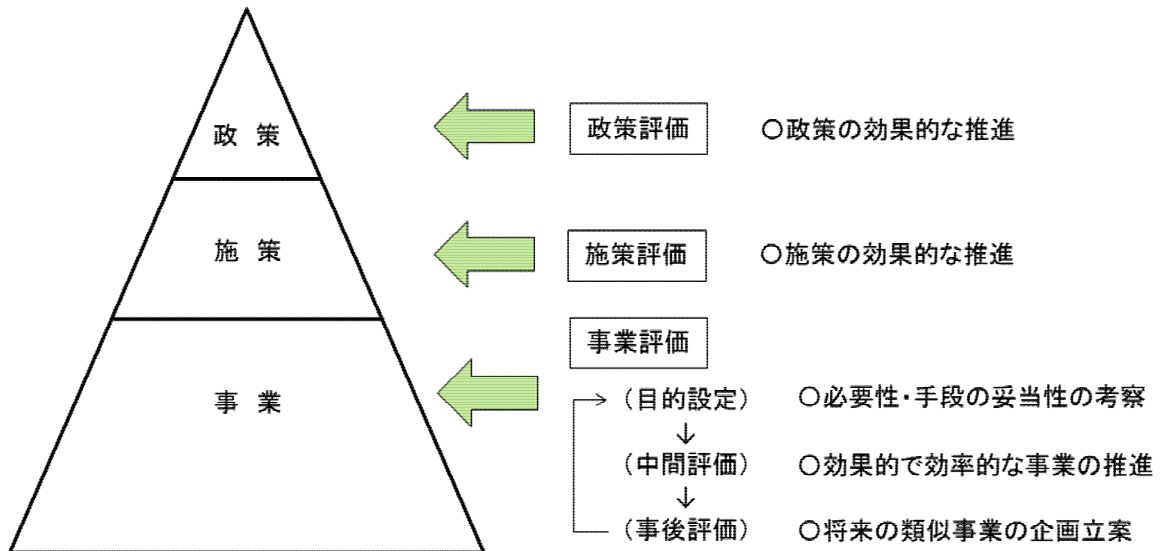 政 策
政策評価
○政策の効果的な推進
施 策
施策評価
○施策の効果的な推進
事 業
事業評価
(目的設定)
○必要性・手段の妥当性の考察
(中間評価)
○効果的で効率的な事業の推進
(事後評価)
○将来の類似事業の企画立案